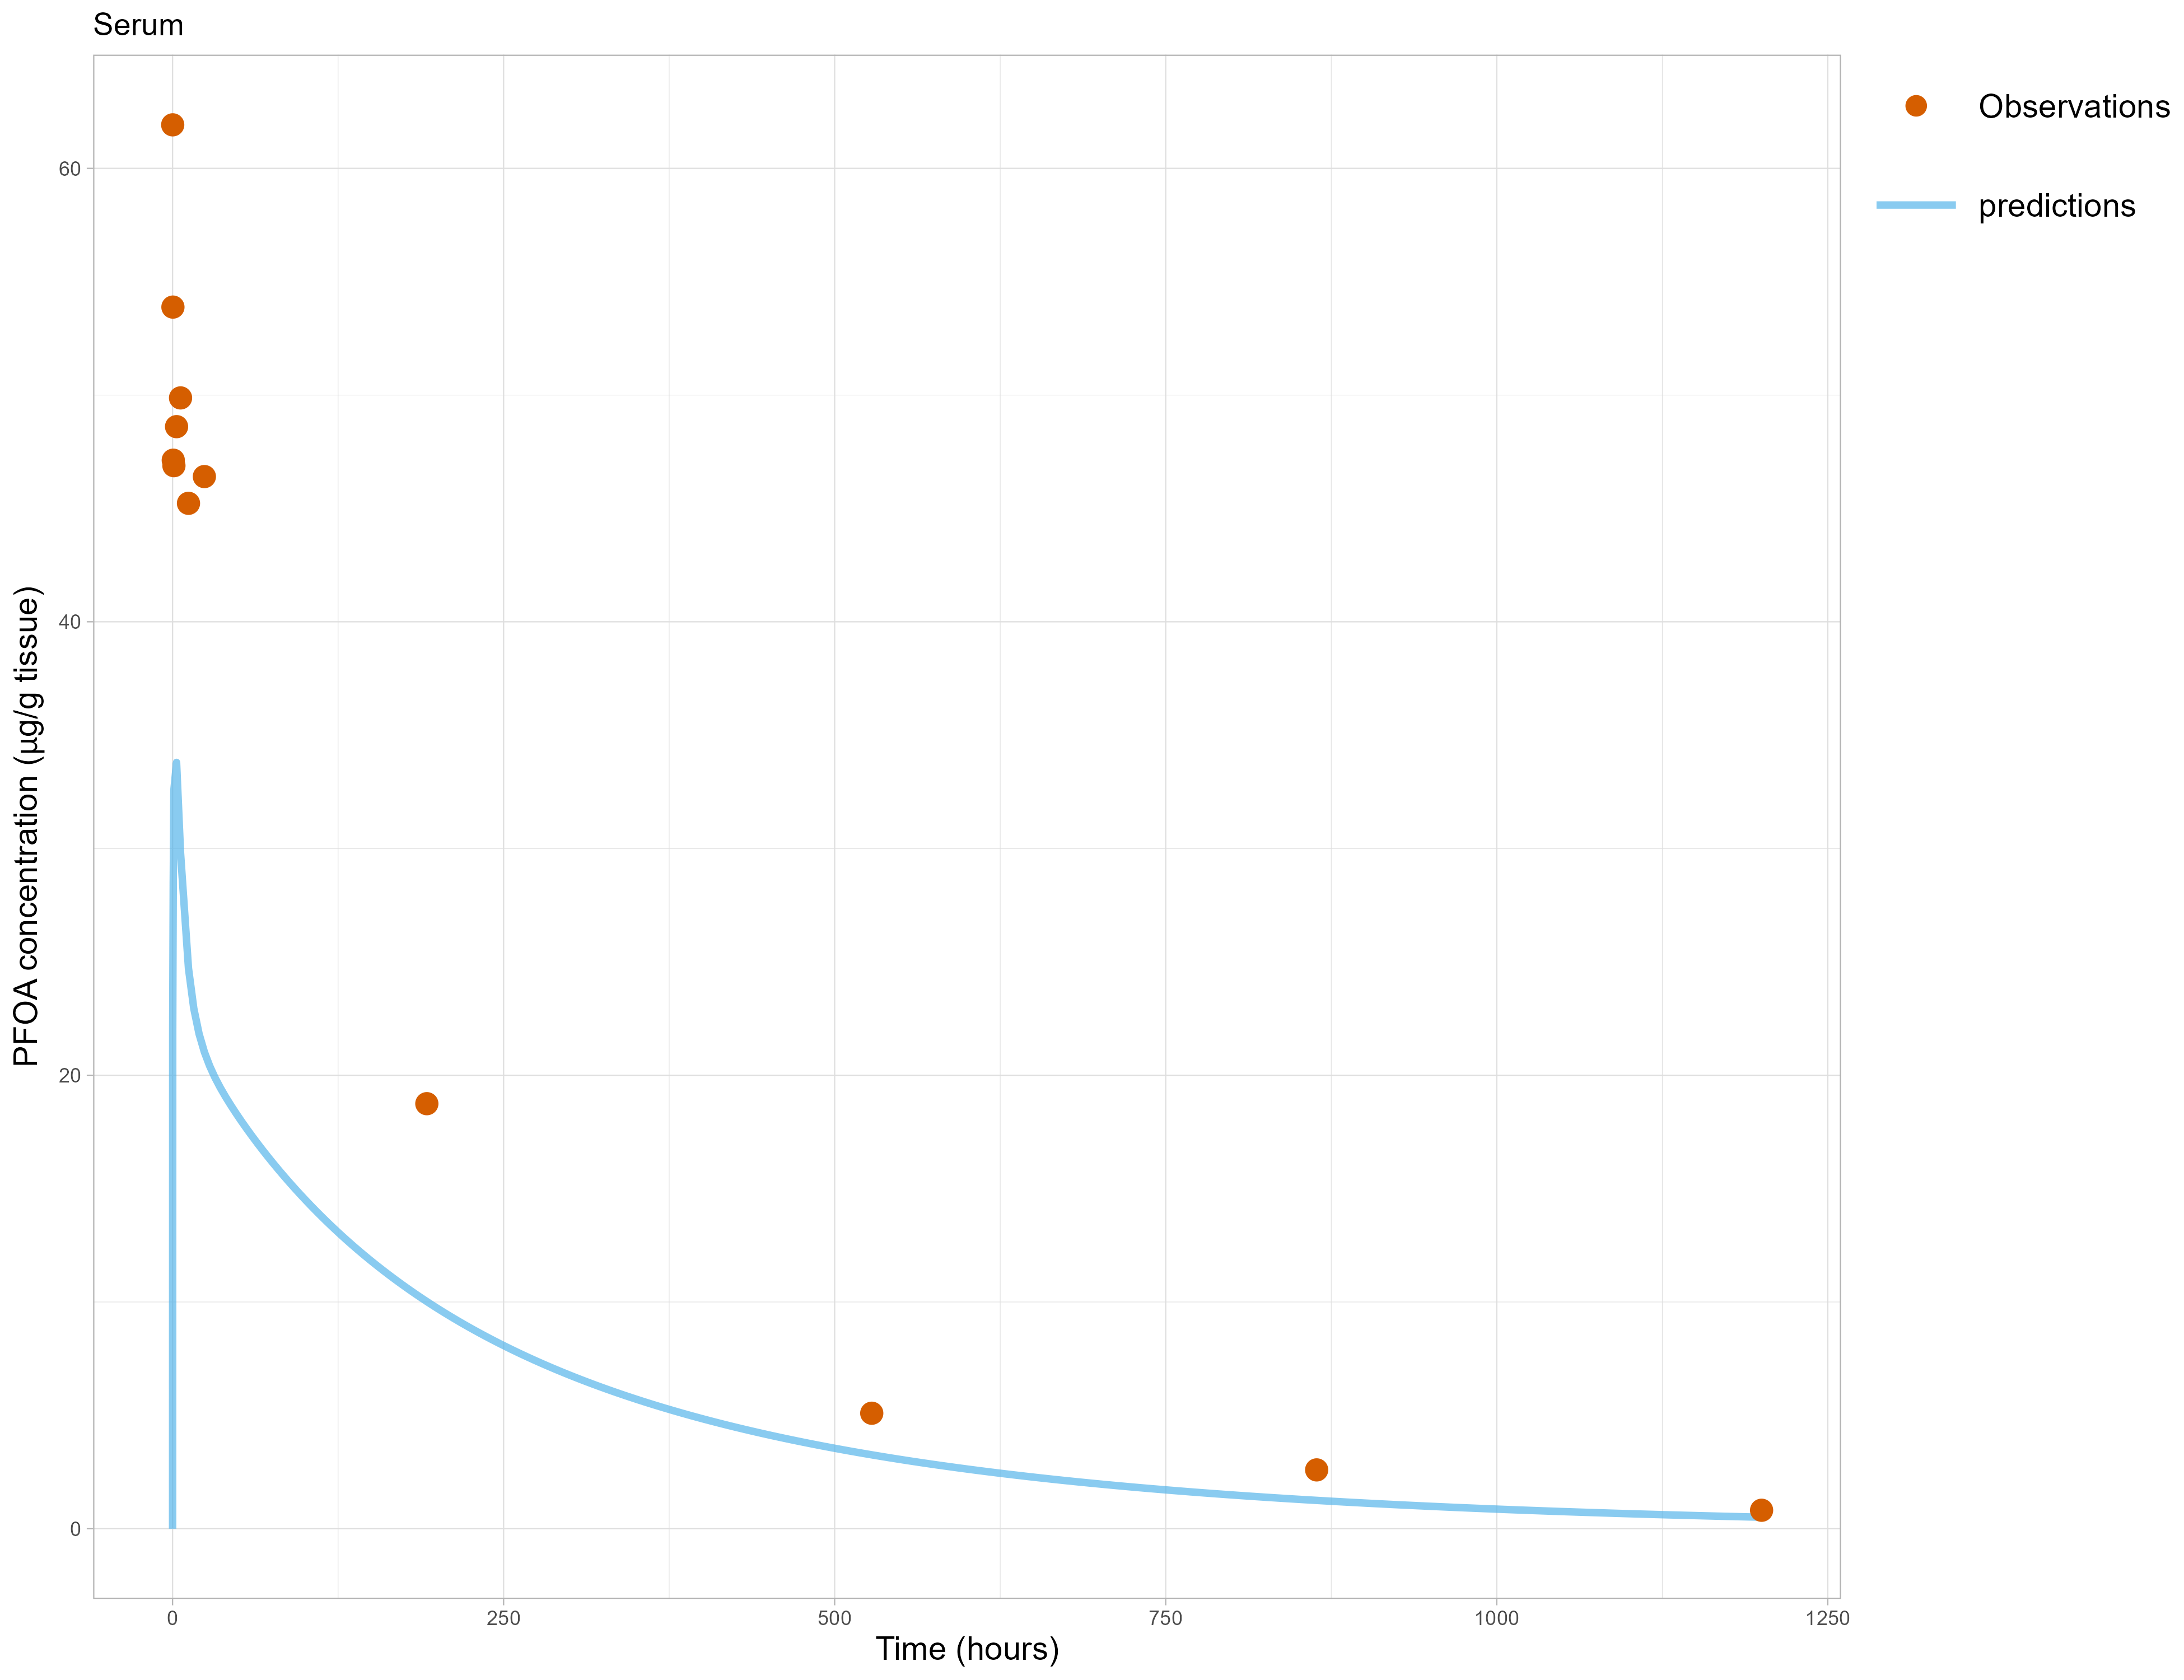 Serum
Observations
predictions
PFOA concentration (µg/g tissue)
60
40
20
0
0
250
500
750
1000
1250
Time (hours)